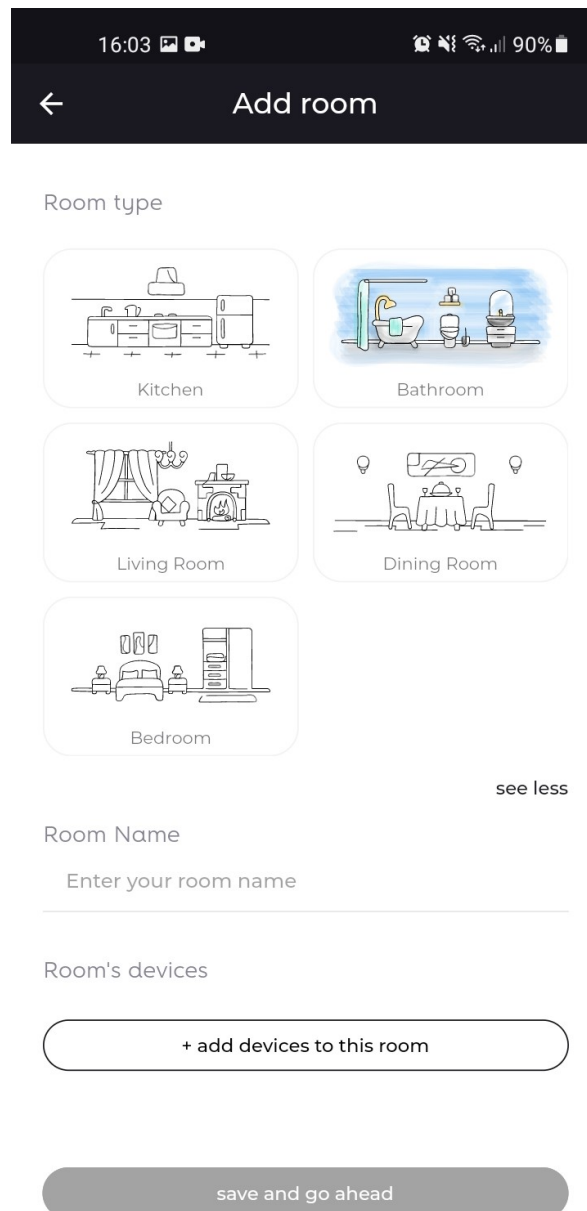 16:03 90%
Add room
Room type
Kitchen Bathroom
Living Room Dining Room
Bedroom
see less
Room Name
Enter your room name
Room's devices
+ add devices to this room
save and go ahead